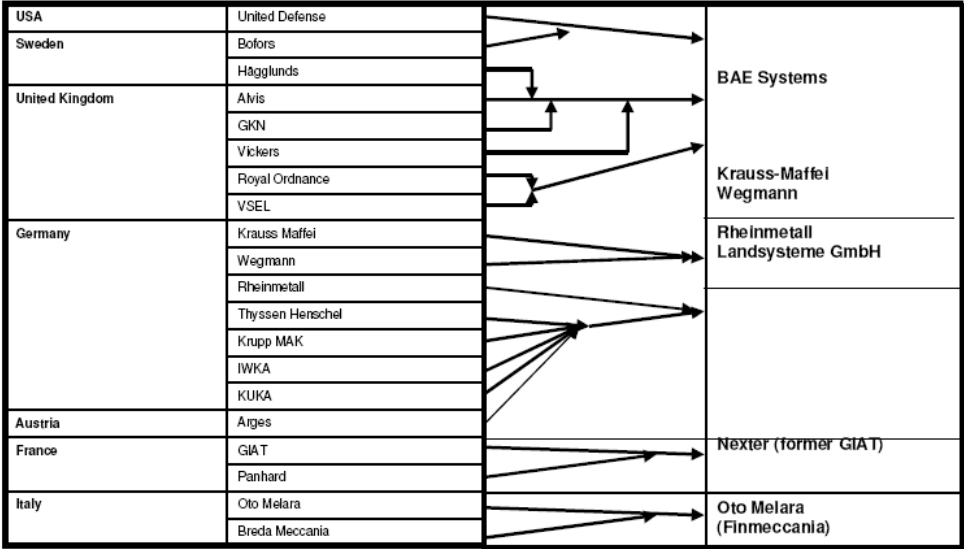 USA United Defense
Sweden Bofors
Hägglunds
BAE Systems
United Kingdom Alvis
GKN
Vickers
Royal Ordnance
Krauss-Maffei
Wegmann
VSEL
Germany Krauss Maffei
Rheinmetall
Landsysteme GmbH
Wegmann
Rheinmetall
Thyssen Henschel
Krupp MAK
IWKA
KUKA
Austria Arges
France GIAT
Nexter (former GIAT)
Panhard
Italy Oto Melara
Oto Melara
(Finmeccania)
Breda Meccania